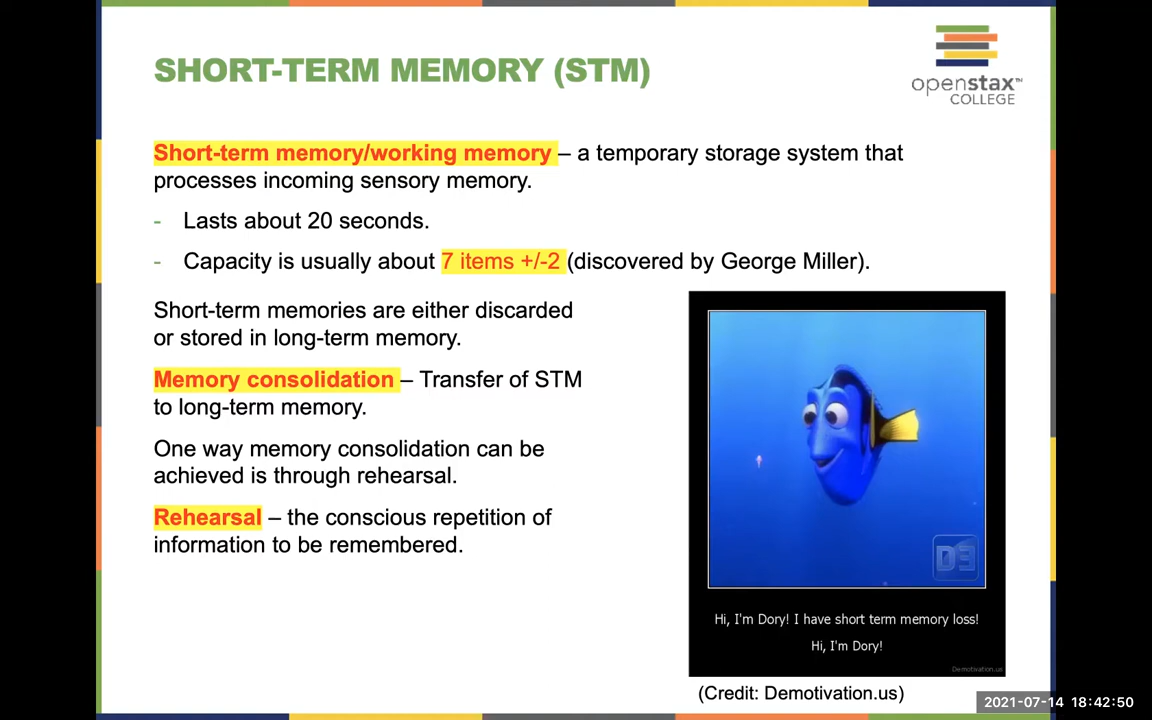 SHORT-TERM MEMORY (STM)
openstax™
COLLEGE
Short-term memory/working memory – a temporary storage system that
processes incoming sensory memory.
- Lasts about 20 seconds.
- Capacity is usually about 7 items +/-2 (discovered by George Miller).
Short-term memories are either discarded
or stored in long-term memory.
Memory consolidation – Transfer of STM
to long-term memory.
One way memory consolidation can be
achieved is through rehearsal.
Rehearsal – the conscious repetition of
information to be remembered.
DE
Hi, I'm Dory! I have short term memory loss!
Hi, I'm Dory!
Demotivation.us
(Credit: Demotivation.us)
2021-07-14 18:42:50